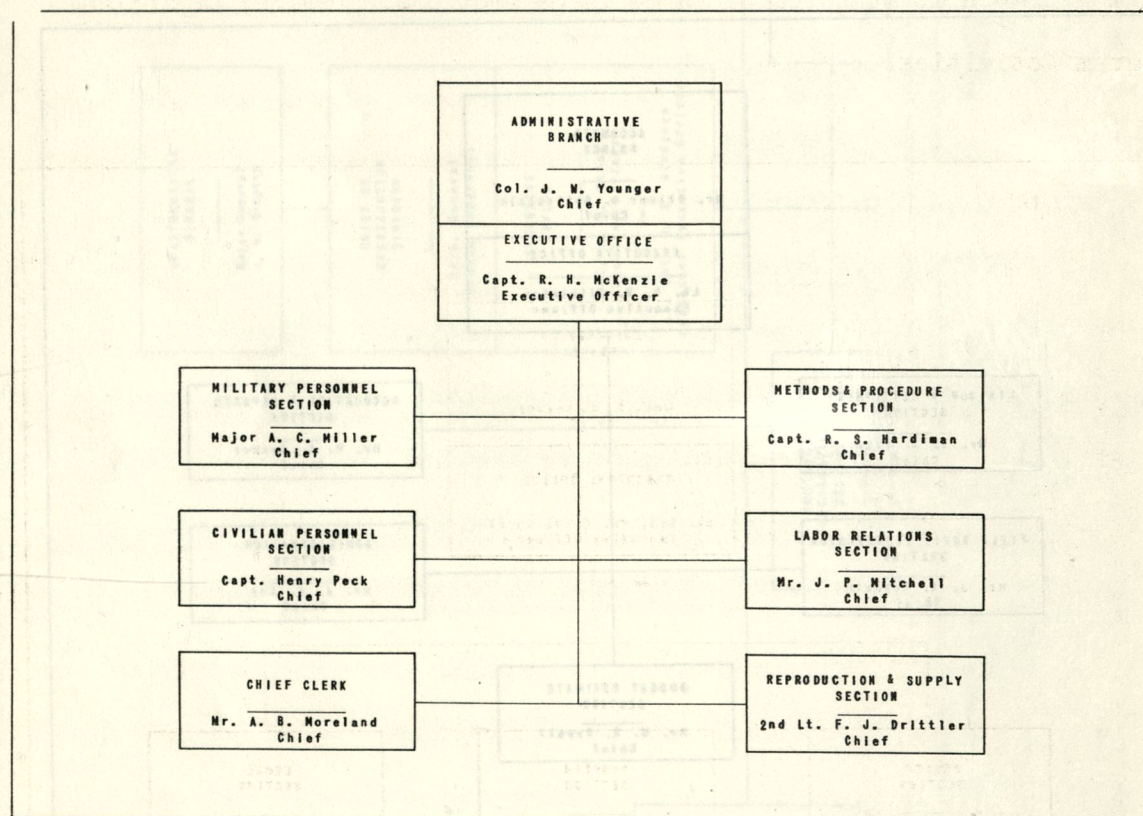 ADMINISTRATIVE
BRANCH
Col. J. W. Younger
Chief
EXECUTIVE OFFICE
Capt. R. H. McKenzie
Executive Officer
MILITARY PERSONNEL
SECTION
Major A. C. Miller
Chief
METHODS & PROCEDURE
SECTION
Capt. R. S. Hardiman
Chief
CIVILIAN PERSONNEL
SECTION
Capt. Henry Peck
Chief
LABOR RELATIONS
SECTION
Mr. J. P. Mitchell
Chief
CHIEF CLERK
Mr. A. B. Moreland
Chief
REPRODUCTION & SUPPLY
SECTION
2nd Lt. F. J. Drittler
Chief